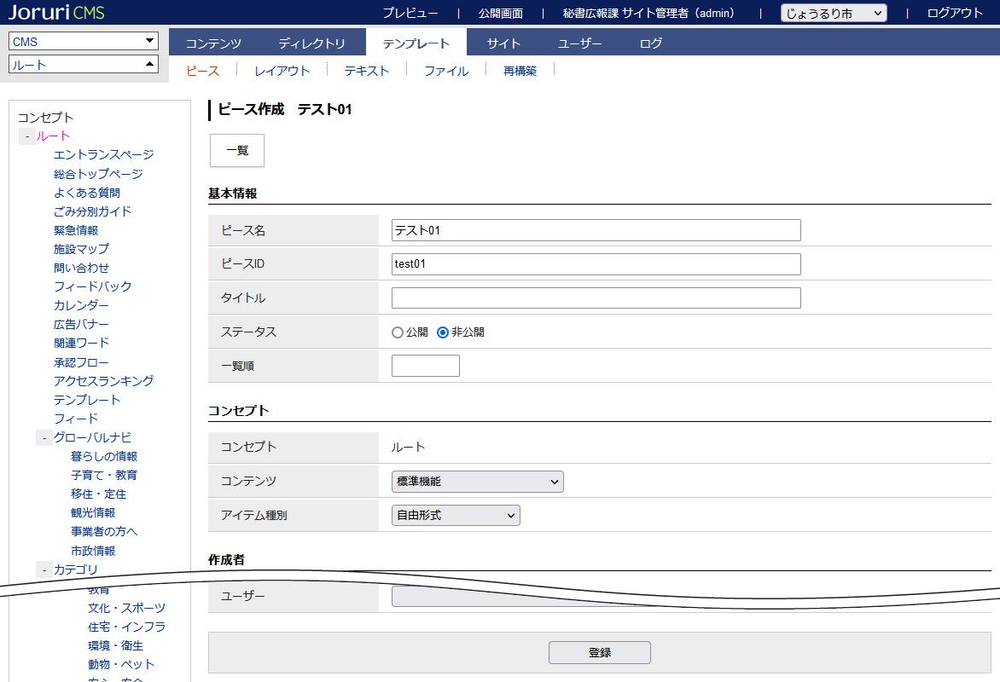 Joruri CMS
プレビュー | 公開画面 | 秘書広報課 サイト管理者（admin） | じょうるり市 | ログアウト
CMS
ルート
コンテンツ ディレクトリ テンプレート サイト ユーザー ログ
ピース レイアウト テキスト ファイル 再構築
コンセプト
- ルート
エントランスページ
総合トップページ
よくある質問
ごみ分別ガイド
緊急情報
施設マップ
問い合わせ
フィードバック
カレンダー
広告バナー
関連ワード
承認フロー
アクセスランキング
テンプレート
フィード
- グローバルナビ
暮らしの情報
子育て・教育
移住・定住
観光情報
事業者の方へ
市政情報
- カテゴリ
教育
文化・スポーツ
住宅・インフラ
環境・衛生
動物・ペット
ピース作成 テスト01
一覧
基本情報
ピース名 テスト01
ピースID test01
タイトル
ステータス 公開 非公開
一覧順
コンセプト
コンセプト ルート
コンテンツ 標準機能
アイテム種別 自由形式
作成者
ユーザー
登録